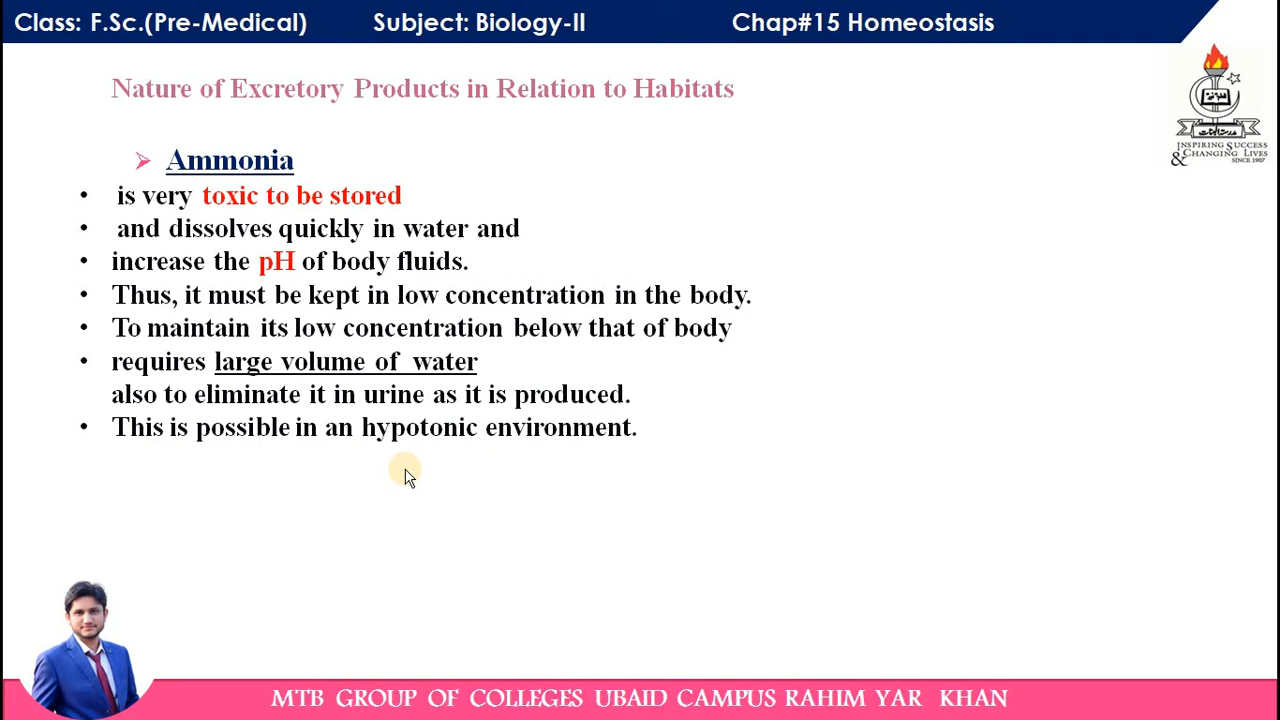 Class: F.Sc.(Pre-Medical) Subject: Biology-II Chap#15 Homeostasis
Nature of Excretory Products in Relation to Habitats
INSPIRING SUCCESS
& CHANGING LIVES
SINCE 1907
➢ Ammonia
• is very toxic to be stored
• and dissolves quickly in water and
• increase the pH of body fluids.
• Thus, it must be kept in low concentration in the body.
• To maintain its low concentration below that of body
• requires large volume of water
also to eliminate it in urine as it is produced.
• This is possible in an hypotonic environment.
MTB GROUP OF COLLEGES UBAID CAMPUS RAHIM YAR KHAN